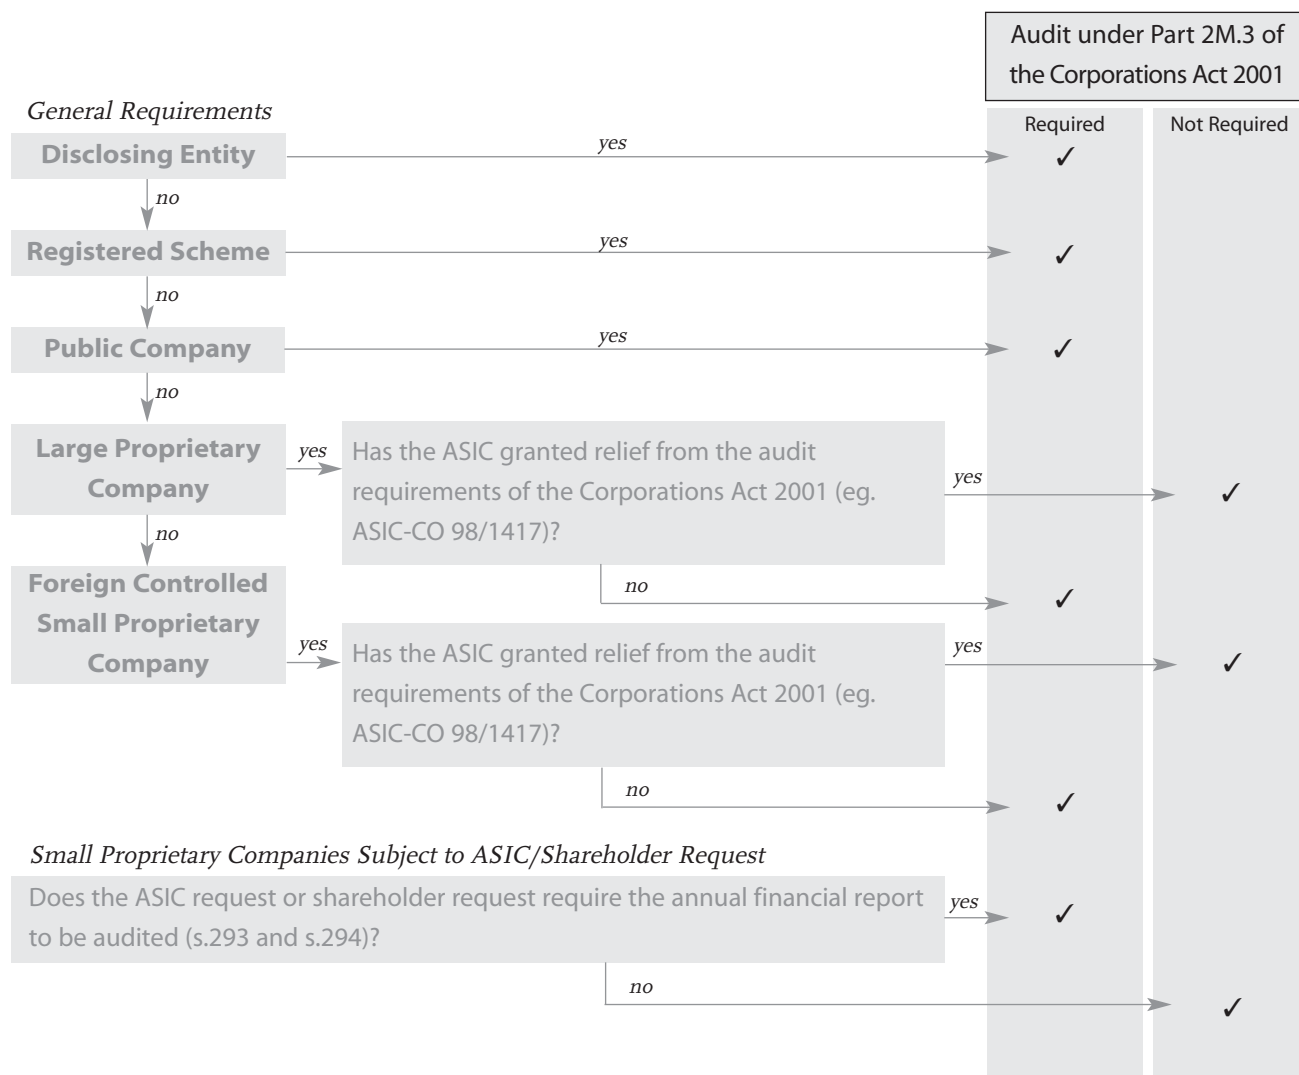 Audit under Part 2M.3 of
the Corporations Act 2001
General Requirements
Required
Not Required
Disclosing Entity
yes
✓
no
Registered Scheme
yes
✓
no
Public Company
yes
✓
no
Large Proprietary
Company
yes
Has the ASIC granted relief from the audit
requirements of the Corporations Act 2001 (eg.
ASIC-CO 98/1417)?
yes
✓
no
no
✓
Foreign Controlled
Small Proprietary
Company
yes
Has the ASIC granted relief from the audit
requirements of the Corporations Act 2001 (eg.
ASIC-CO 98/1417)?
yes
✓
no
✓
Small Proprietary Companies Subject to ASIC/Shareholder Request
Does the ASIC request or shareholder request require the annual financial report
to be audited (s.293 and s.294)?
yes
✓
no
✓